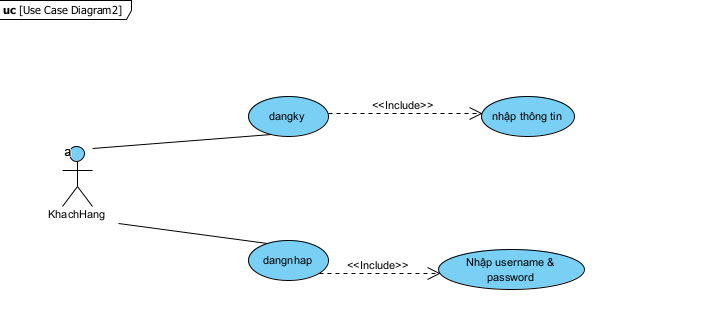 uc [Use Case Diagram2]
<<Include>>
dangky
nhập thông tin
a
KhachHang
dangnhap
<<Include>>
Nhập username &
password